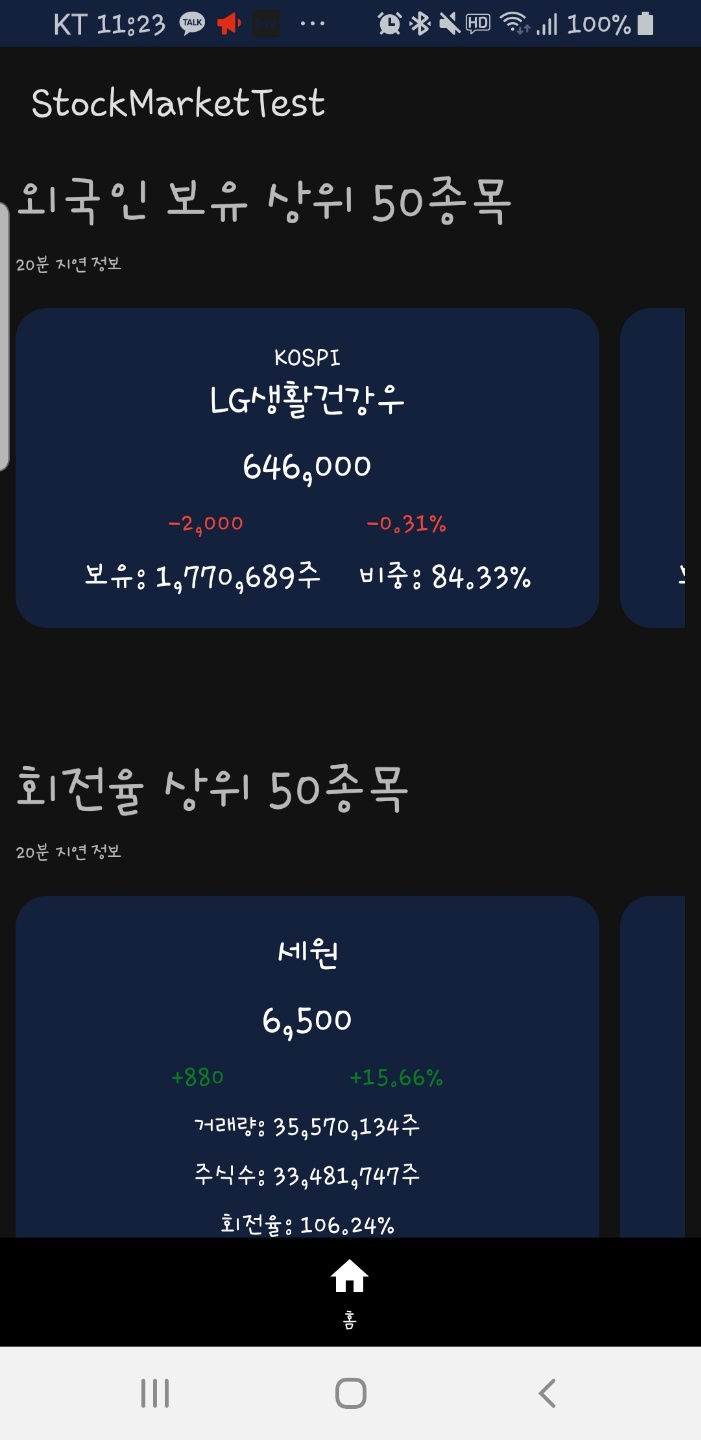 KT 11:23 TALK ... HD 100%
StockMarketTest
외국인 보유 상위 50종목
20분 지연 정보
KOSPI
LG생활건강우
646,000
-2,000 -0.31%
보유: 1,770,689주 비중: 84.33%
회전율 상위 50종목
20분 지연 정보
세원
6,500
+880 +15.66%
거래량: 35,570,134주
주식수: 33,481,747주
회전율: 106.24%
홈